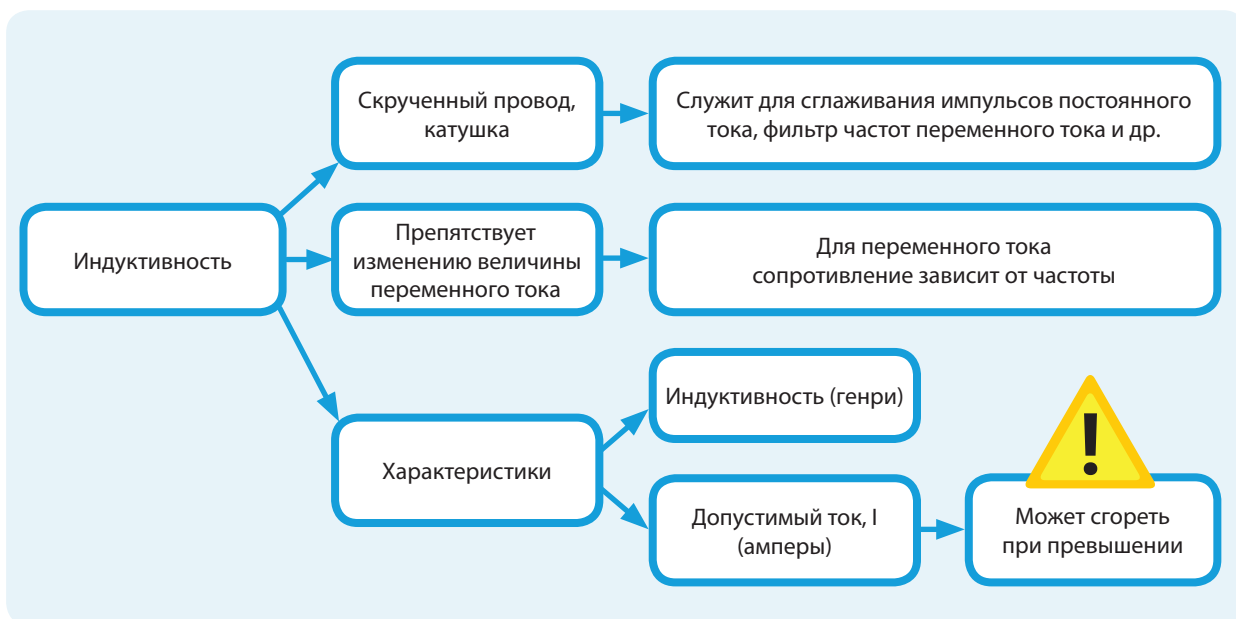 Скрученный провод,
катушка
Служит для сглаживания импульсов постоянного
тока, фильтр частот переменного тока и др.
Индуктивность
Препятствует
изменению величины
переменного тока
Для переменного тока
сопротивление зависит от частоты
Характеристики
Индуктивность (генри)
Допустимый ток, I
(амперы)
!
Может сгореть
при превышении